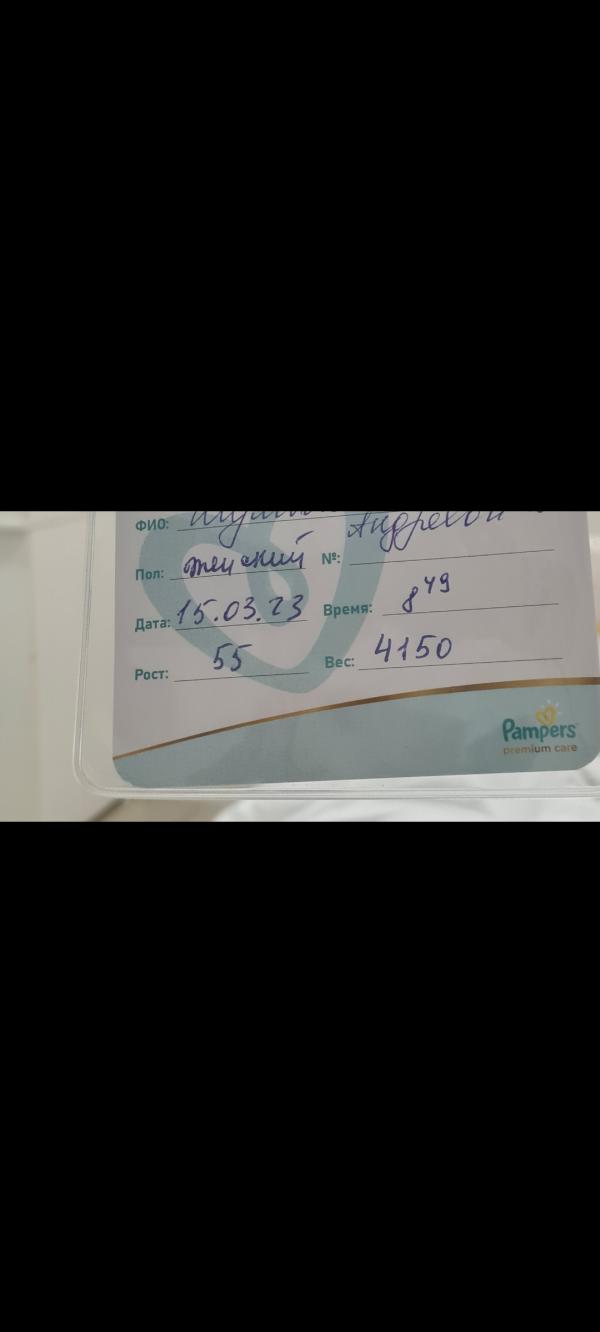 ФИО:
Пол: женский №:
Дата: 15.03.23 Время: 8 49
Рост: 55 Вес: 4150
Pampers
premium care